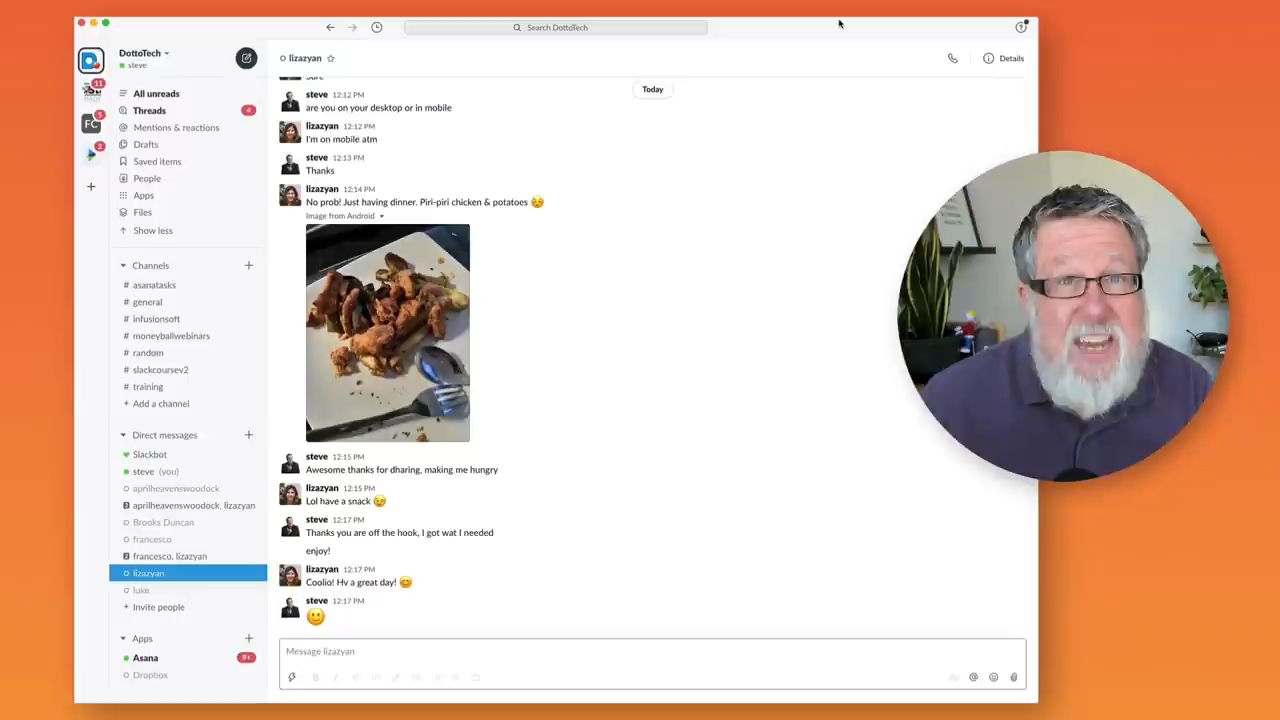 Search DottoTech
DottoTech
steve
11
FC
5
2
All unreads
Threads
4
Mentions & reactions
Drafts
Saved items
People
Apps
Files
Show less
Channels
# asanatasks
# general
# infusionsoft
# moneyballwebinars
# random
# slackcoursev2
# training
+ Add a channel
Direct messages
Slackbot
steve (you)
aprilheavenswoodock
2 aprilheavenswoodock, lizazyan
Brooks Duncan
francesco
2 francesco, lizazyan
lizazyan
luke
+ Invite people
Apps
Asana
9+
Dropbox
lizazyan
Details
Today
steve 12:12 PM
are you on your desktop or in mobile
lizazyan 12:12 PM
I'm on mobile atm
steve 12:13 PM
Thanks
lizazyan 12:14 PM
No prob! Just having dinner. Piri-piri chicken & potatoes ☺️
Image from Android
steve 12:15 PM
Awesome thanks for dharing, making me hungry
lizazyan 12:15 PM
Lol have a snack 😉
steve 12:17 PM
Thanks you are off the hook, I got wat I needed
enjoy!
lizazyan 12:17 PM
Coolio! Hv a great day! 😊
steve 12:17 PM
🙂
Message lizazyan